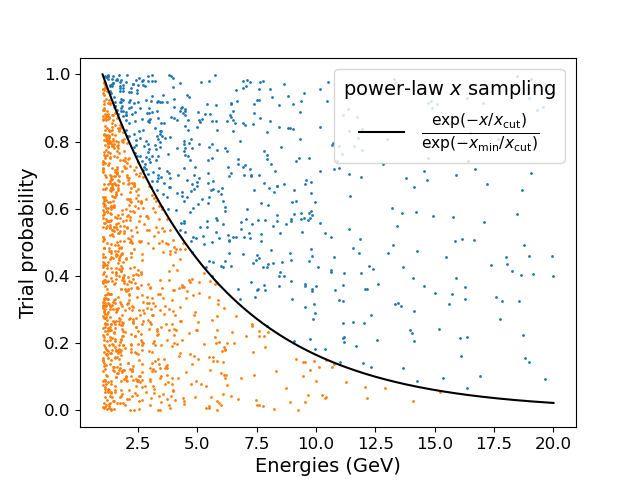 power-law x sampling
exp(−x/x_cut)
exp(−x_min/x_cut)
Trial probability
1.0
0.8
0.6
0.4
0.2
0.0
2.5 5.0 7.5 10.0 12.5 15.0 17.5 20.0
Energies (GeV)